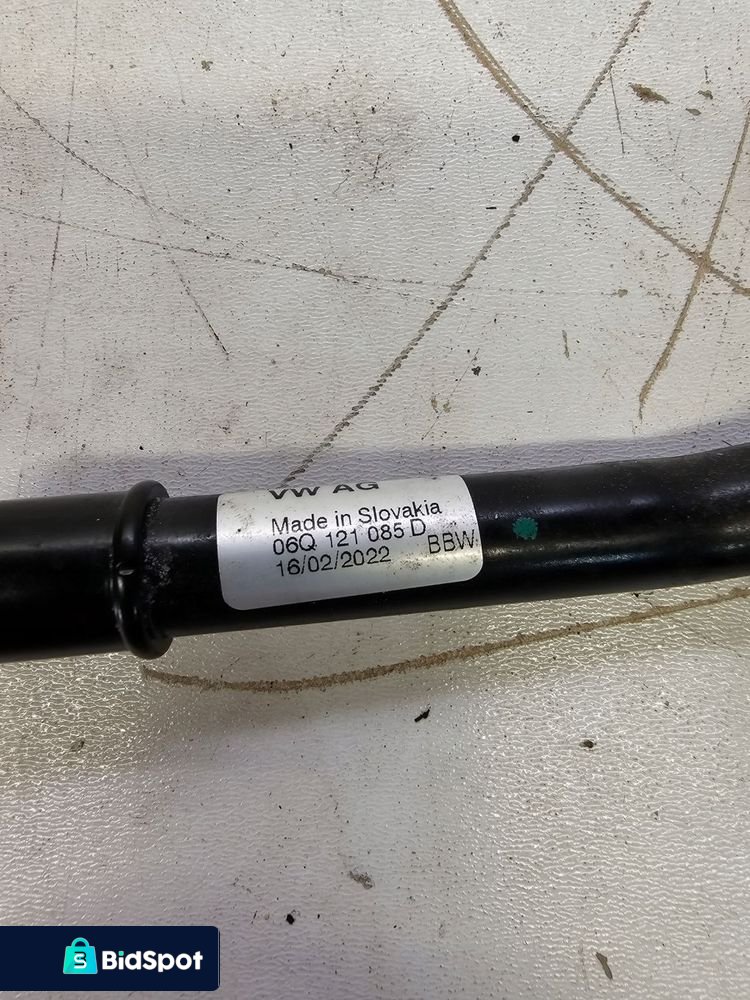 VW AG
Made in Slovakia
06Q 121 085 D
16/02/2022 BBW
BidSpot